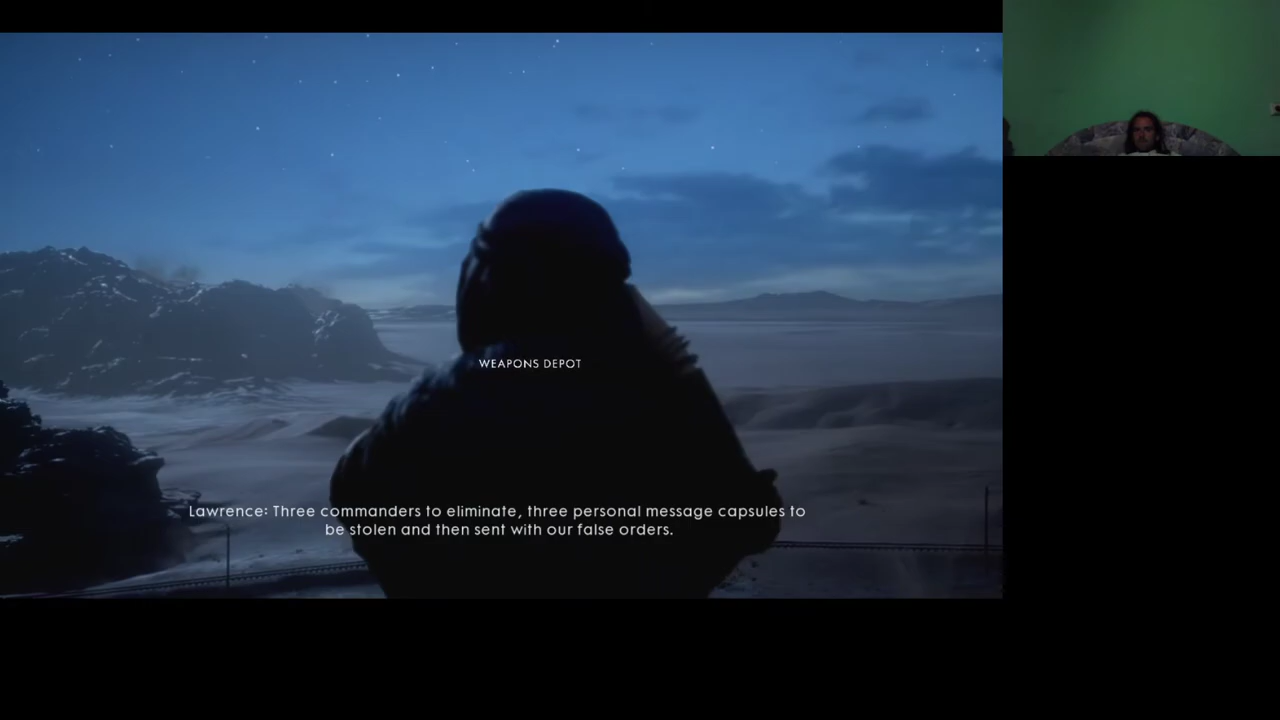 WEAPONS DEPOT
Lawrence: Three commanders to eliminate, three personal message capsules to
be stolen and then sent with our false orders.